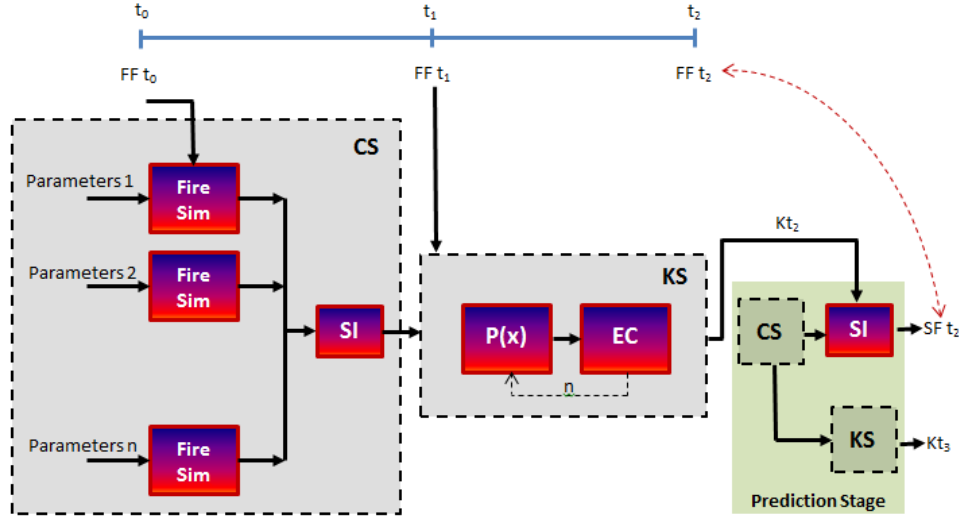 t0
t1
t2
FF t0
FF t1
FF t2
CS
Parameters 1
Fire
Sim
Parameters 2
Fire
Sim
SI
Parameters n
Fire
Sim
KS
P(x)
EC
n
Kt2
CS
SI
SF t2
KS
Kt3
Prediction Stage